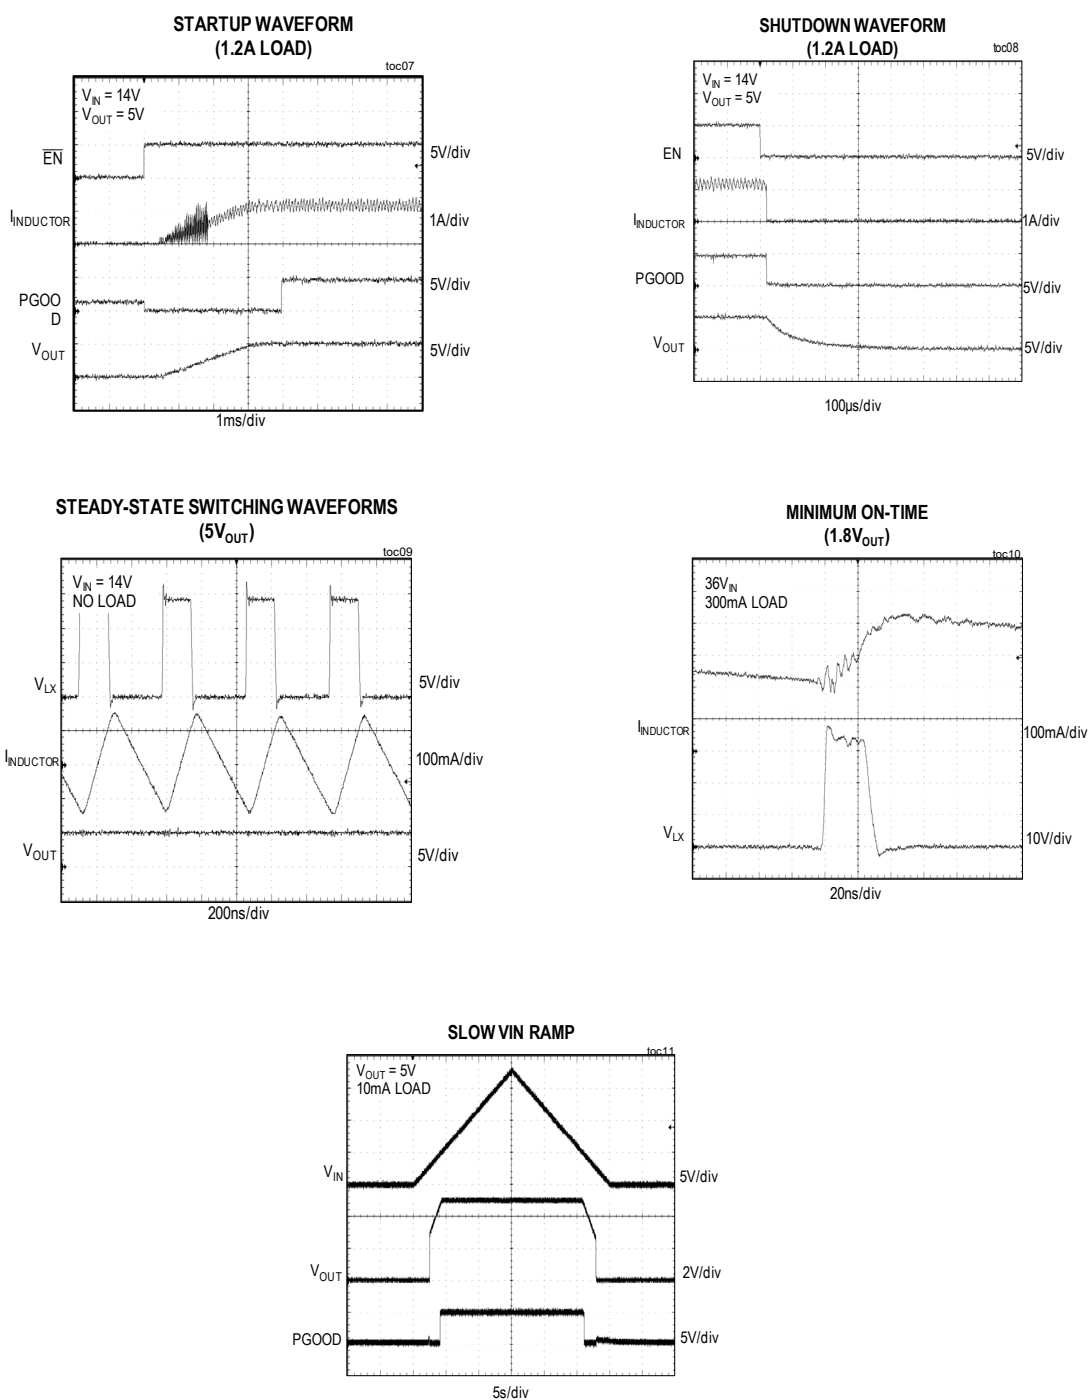 STARTUP WAVEFORM
(1.2A LOAD)
toc07
VIN = 14V
VOUT = 5V
EN
5V/div
IINDUCTOR
1A/div
PGOO
D
5V/div
VOUT
5V/div
1ms/div
SHUTDOWN WAVEFORM
(1.2A LOAD)
toc08
VIN = 14V
VOUT = 5V
EN
5V/div
IINDUCTOR
1A/div
PGOOD
5V/div
VOUT
5V/div
100µs/div
STEADY-STATE SWITCHING WAVEFORMS
(5VOUT)
toc09
VIN = 14V
NO LOAD
VLX
5V/div
IINDUCTOR
100mA/div
VOUT
5V/div
200ns/div
MINIMUM ON-TIME
(1.8VOUT)
toc10
36VIN
300mA LOAD
IINDUCTOR
100mA/div
VLX
10V/div
20ns/div
SLOW VIN RAMP
toc11
VOUT = 5V
10mA LOAD
VIN
5V/div
VOUT
2V/div
PGOOD
5V/div
5s/div